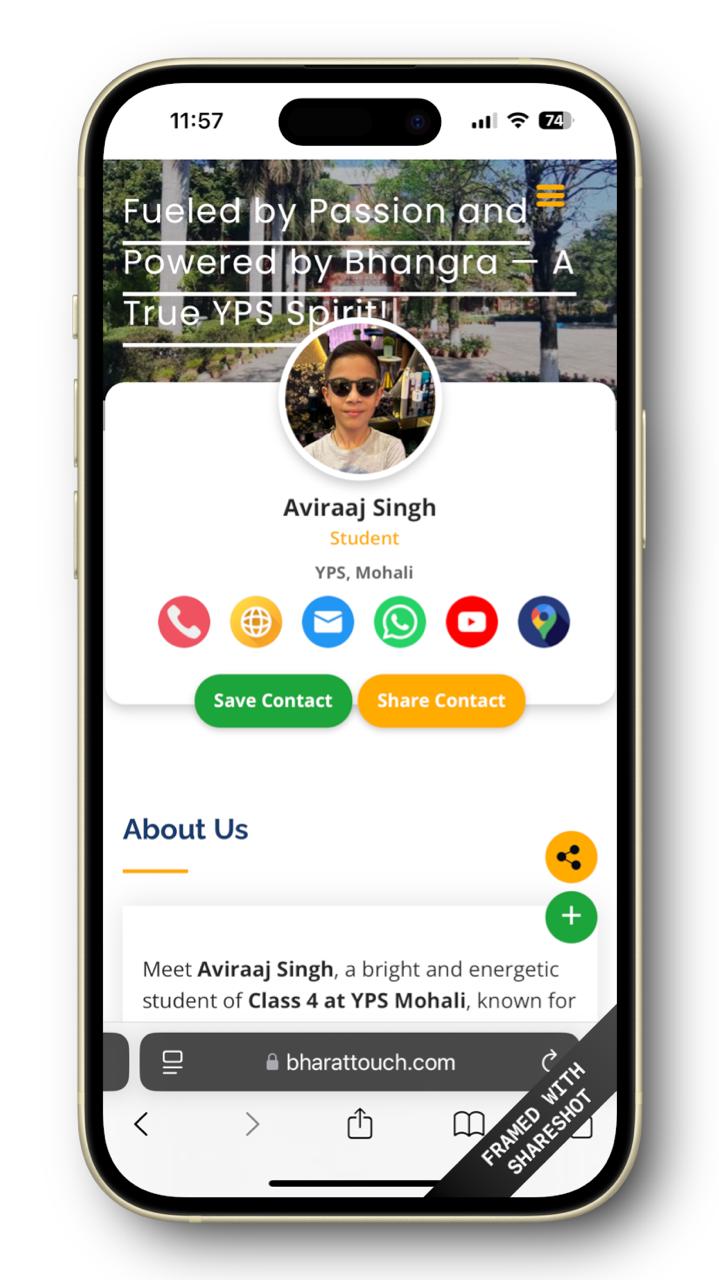 11:57
74
Fueled by Passion and
Powered by Bhangra — A
True YPS Spirit!
Aviraaj Singh
Student
YPS, Mohali
Save Contact
Share Contact
About Us
Meet Aviraaj Singh, a bright and energetic
student of Class 4 at YPS Mohali, known for
bharattouch.com
FRAMED WITH
SHARESHOT